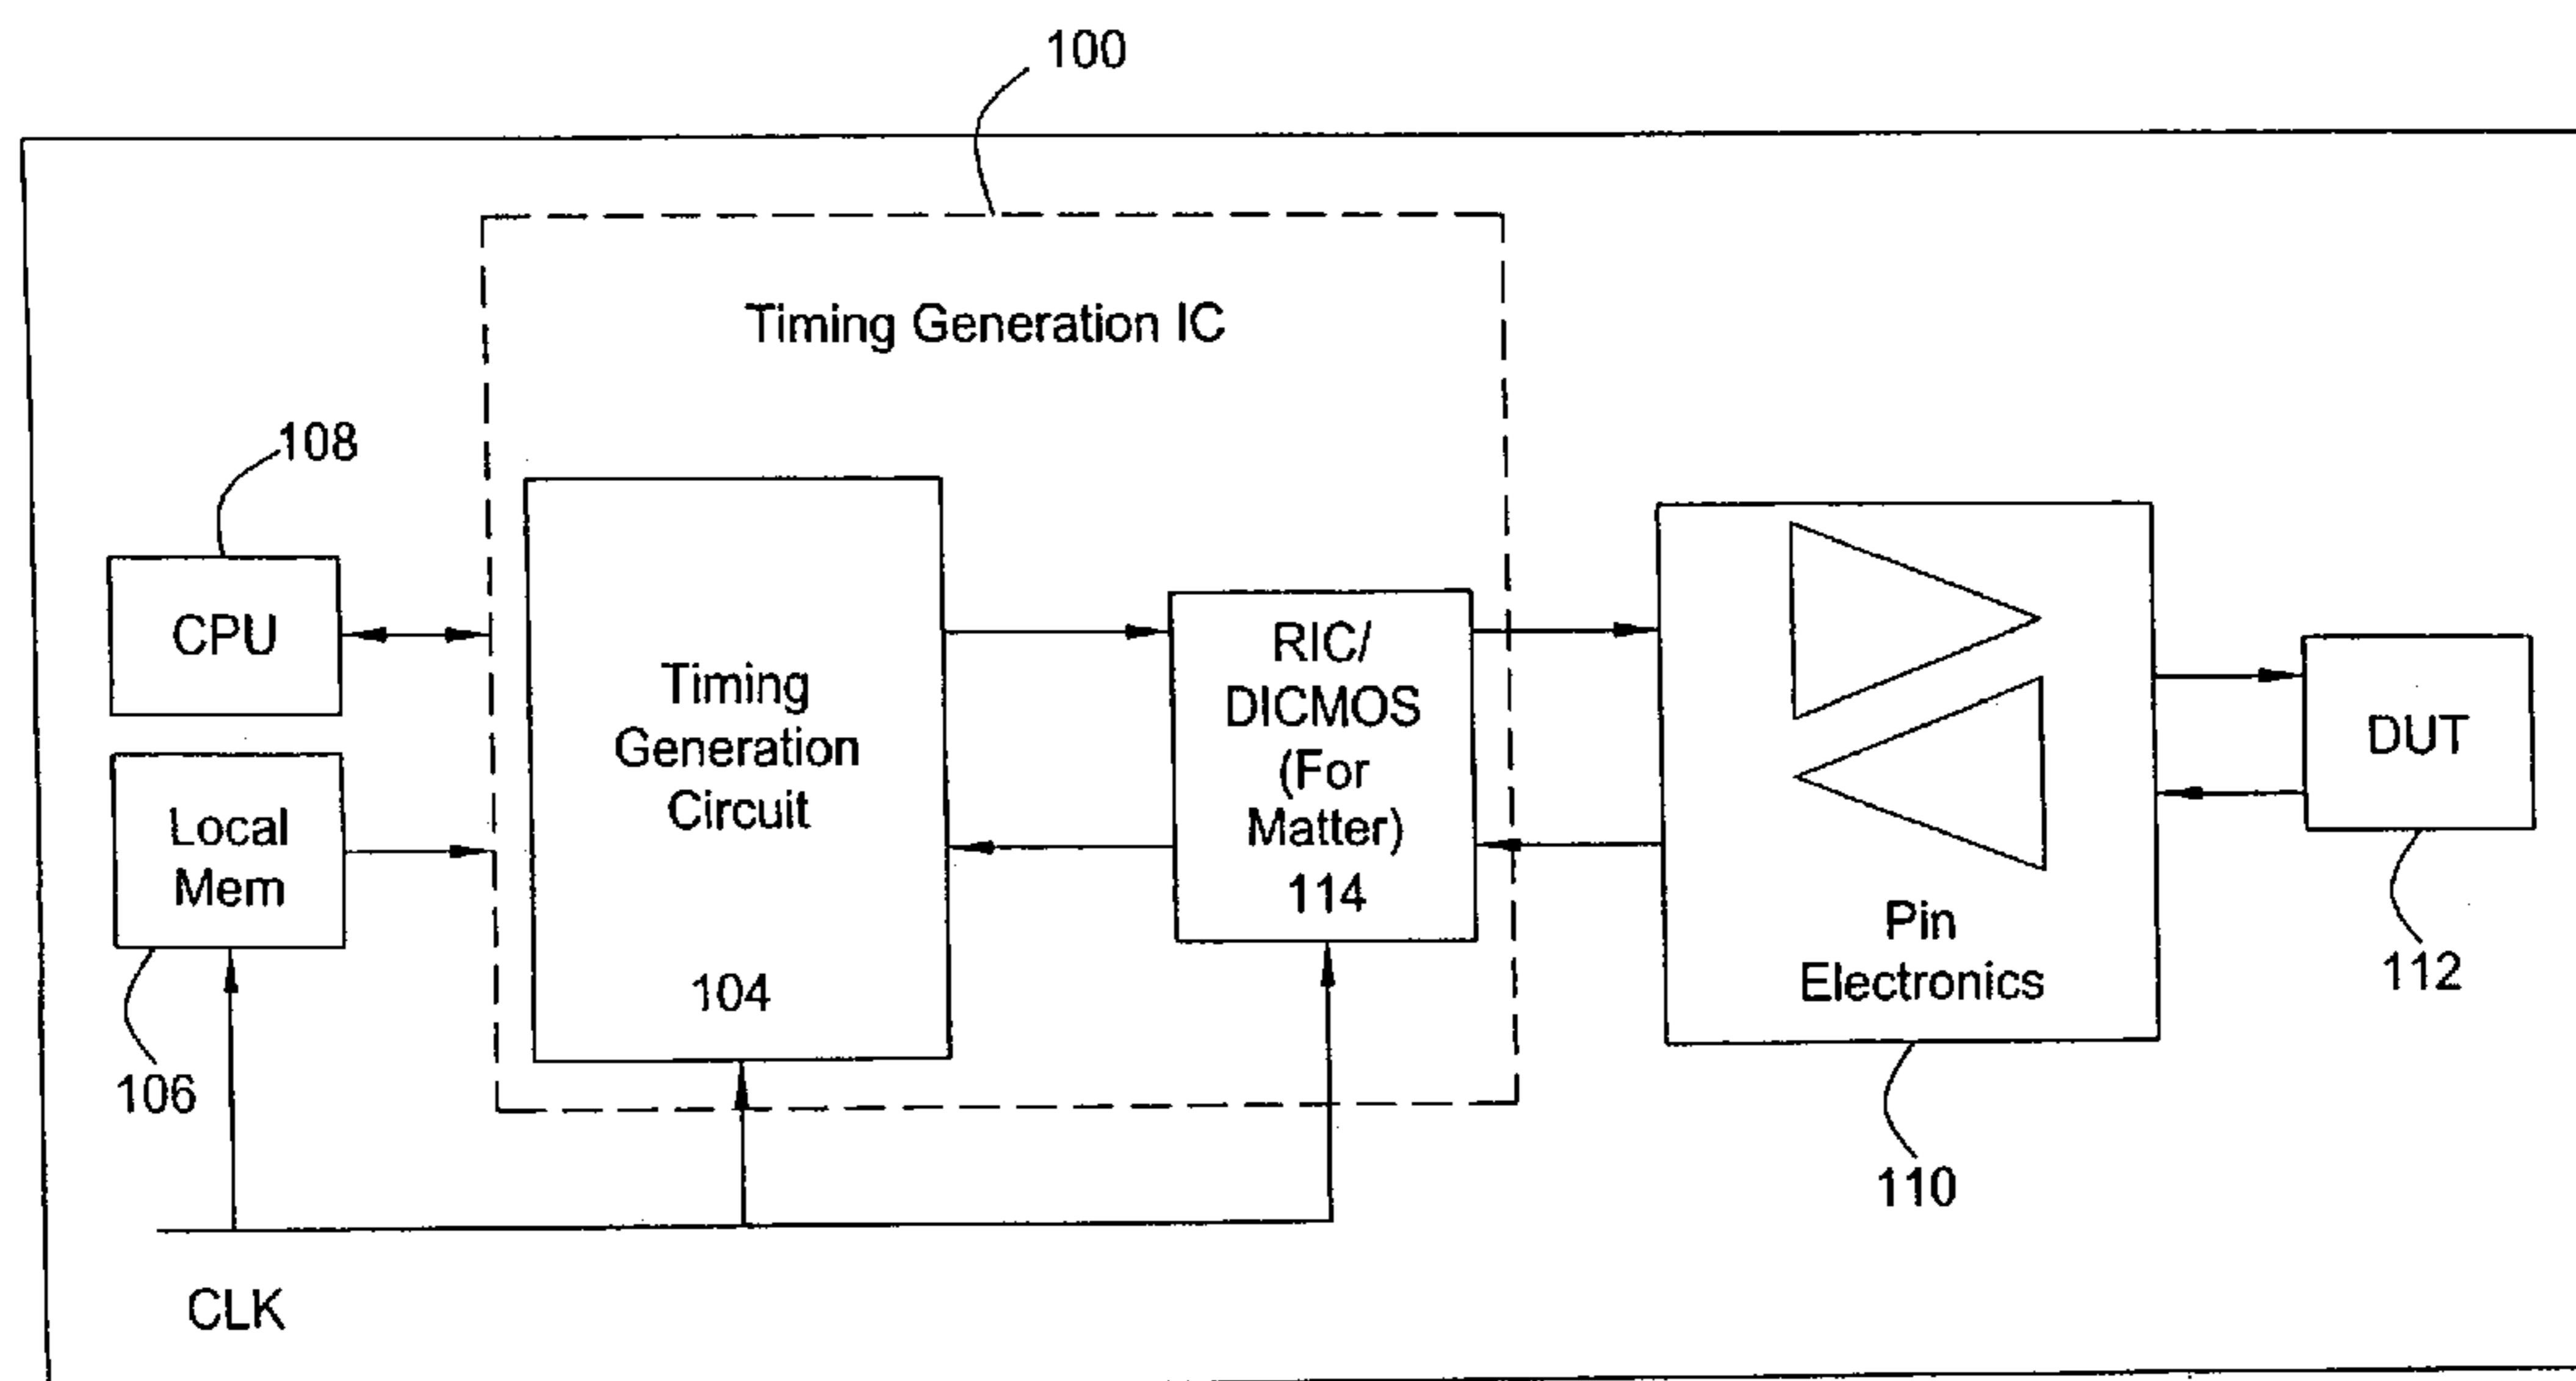 100
Timing Generation IC
108
CPU
Local
Mem
106
Timing
Generation
Circuit
104
RIC/
DICMOS
(For
Matter)
114
Pin
Electronics
110
DUT
112
CLK